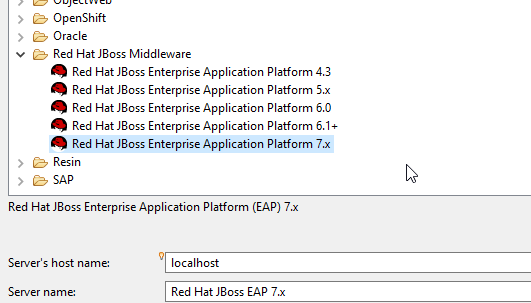 ObjectWeb
OpenShift
Oracle
Red Hat JBoss Middleware
Red Hat JBoss Enterprise Application Platform 4.3
Red Hat JBoss Enterprise Application Platform 5.x
Red Hat JBoss Enterprise Application Platform 6.0
Red Hat JBoss Enterprise Application Platform 6.1+
Red Hat JBoss Enterprise Application Platform 7.x
Resin
SAP
Red Hat JBoss Enterprise Application Platform (EAP) 7.x
Server's host name: localhost
Server name: Red Hat JBoss EAP 7.x